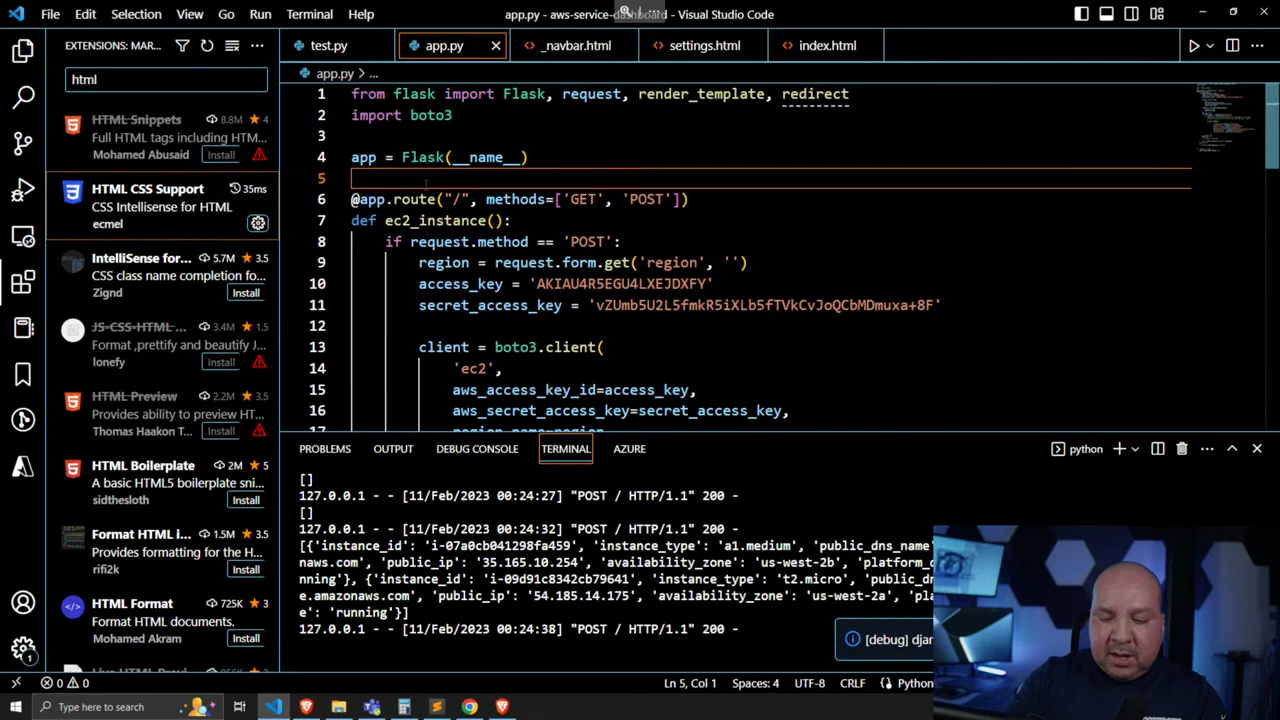 File Edit Selection View Go Run Terminal Help
app.py - aws-service-dashboard - Visual Studio Code
EXTENSIONS: MAR...
html
HTML Snippets 8.8M 4
Full HTML tags including HTM...
Mohamed Abusaid Install
HTML CSS Support 35ms
CSS Intellisense for HTML
ecmel
IntelliSense for... 5.7M 3.5
CSS class name completion fo...
Zignd Install
JS-CSS-HTML ... 3.4M 1.5
Format ,prettify and beautify J...
lonefy Install
HTML Preview 2.2M 3.5
Provides ability to preview HT...
Thomas Haakon T... Install
HTML Boilerplate 2M 5
A basic HTML5 boilerplate sni...
sidthesloth Install
Format HTML i... 1.5M 3.5
Provides formatting for the H...
rifi2k Install
HTML Format 725K 3
Format HTML documents.
Mohamed Akram Install
test.py app.py _navbar.html settings.html index.html
app.py > ...
1 from flask import Flask, request, render_template, redirect
2 import boto3
3
4 app = Flask(__name__)
5
6 @app.route("/", methods=['GET', 'POST'])
7 def ec2_instance():
8 if request.method == 'POST':
9 region = request.form.get('region', '')
10 access_key = 'AKIAU4R5EGU4LXEJDXFY'
11 secret_access_key = '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'
12
13 client = boto3.client(
14 'ec2',
15 aws_access_key_id=access_key,
16 aws_secret_access_key=secret_access_key,
17 region_name=region
PROBLEMS OUTPUT DEBUG CONSOLE TERMINAL AZURE
python
[]
127.0.0.1 - - [11/Feb/2023 00:24:27] "POST / HTTP/1.1" 200 -
[]
127.0.0.1 - - [11/Feb/2023 00:24:32] "POST / HTTP/1.1" 200 -
[{'instance_id': 'i-07a0cb041298fa459', 'instance_type': 'a1.medium', 'public_dns_name'
naws.com', 'public_ip': '35.165.10.254', 'availability_zone': 'us-west-2b', 'platform_d
nning'}, {'instance_id': 'i-09d91c8342cb79641', 'instance_type': 't2.micro', 'public_dn
e.amazonaws.com', 'public_ip': '54.185.14.175', 'availability_zone': 'us-west-2a', 'pla
e': 'running'}]
127.0.0.1 - - [11/Feb/2023 00:24:38] "POST / HTTP/1.1" 200 -
[debug] djan
1
0 0
Ln 5, Col 1 Spaces: 4 UTF-8 CRLF Python
Type here to search